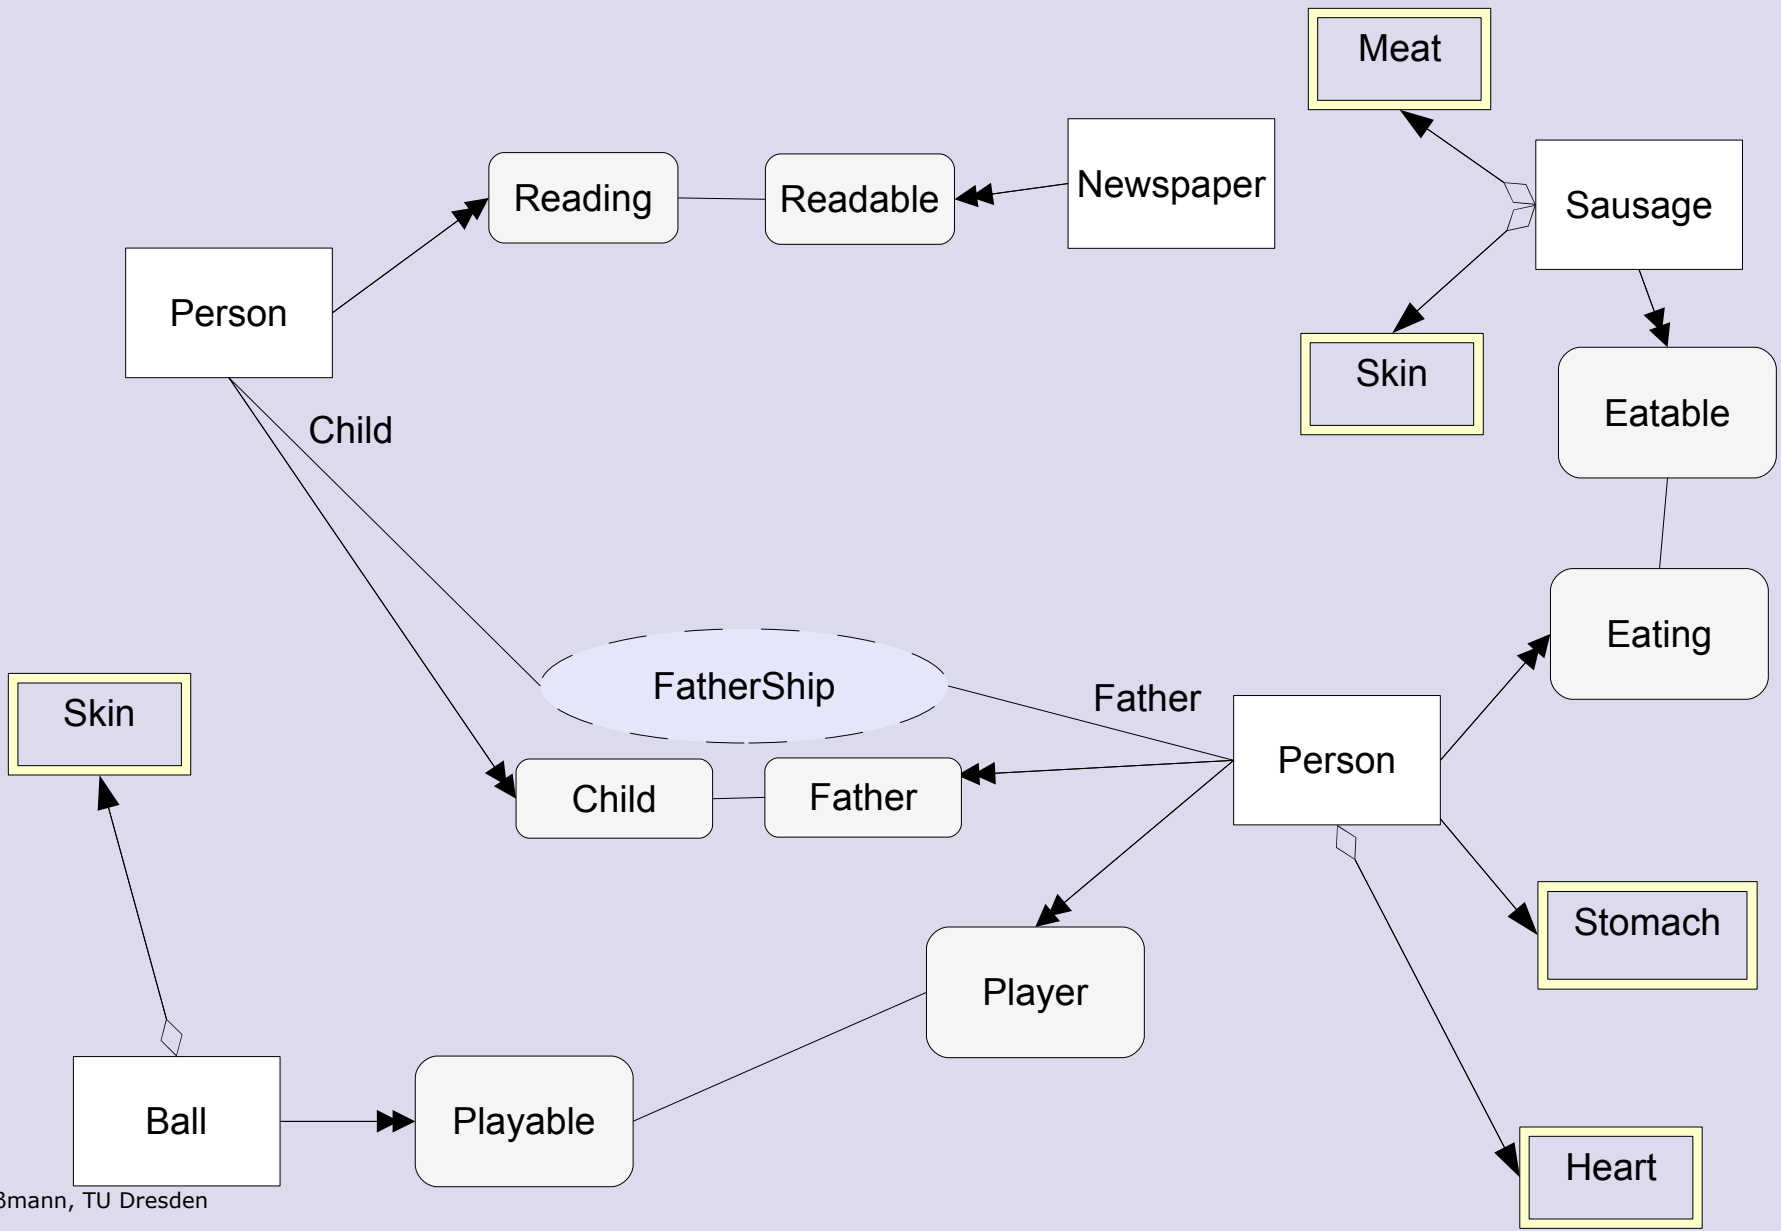 Meat
Reading
Readable
Newspaper
Sausage
Person
Skin
Eatable
Child
Eating
FatherShip
Father
Skin
Person
Child
Father
Stomach
Player
Ball
Playable
Heart
ßmann, TU Dresden